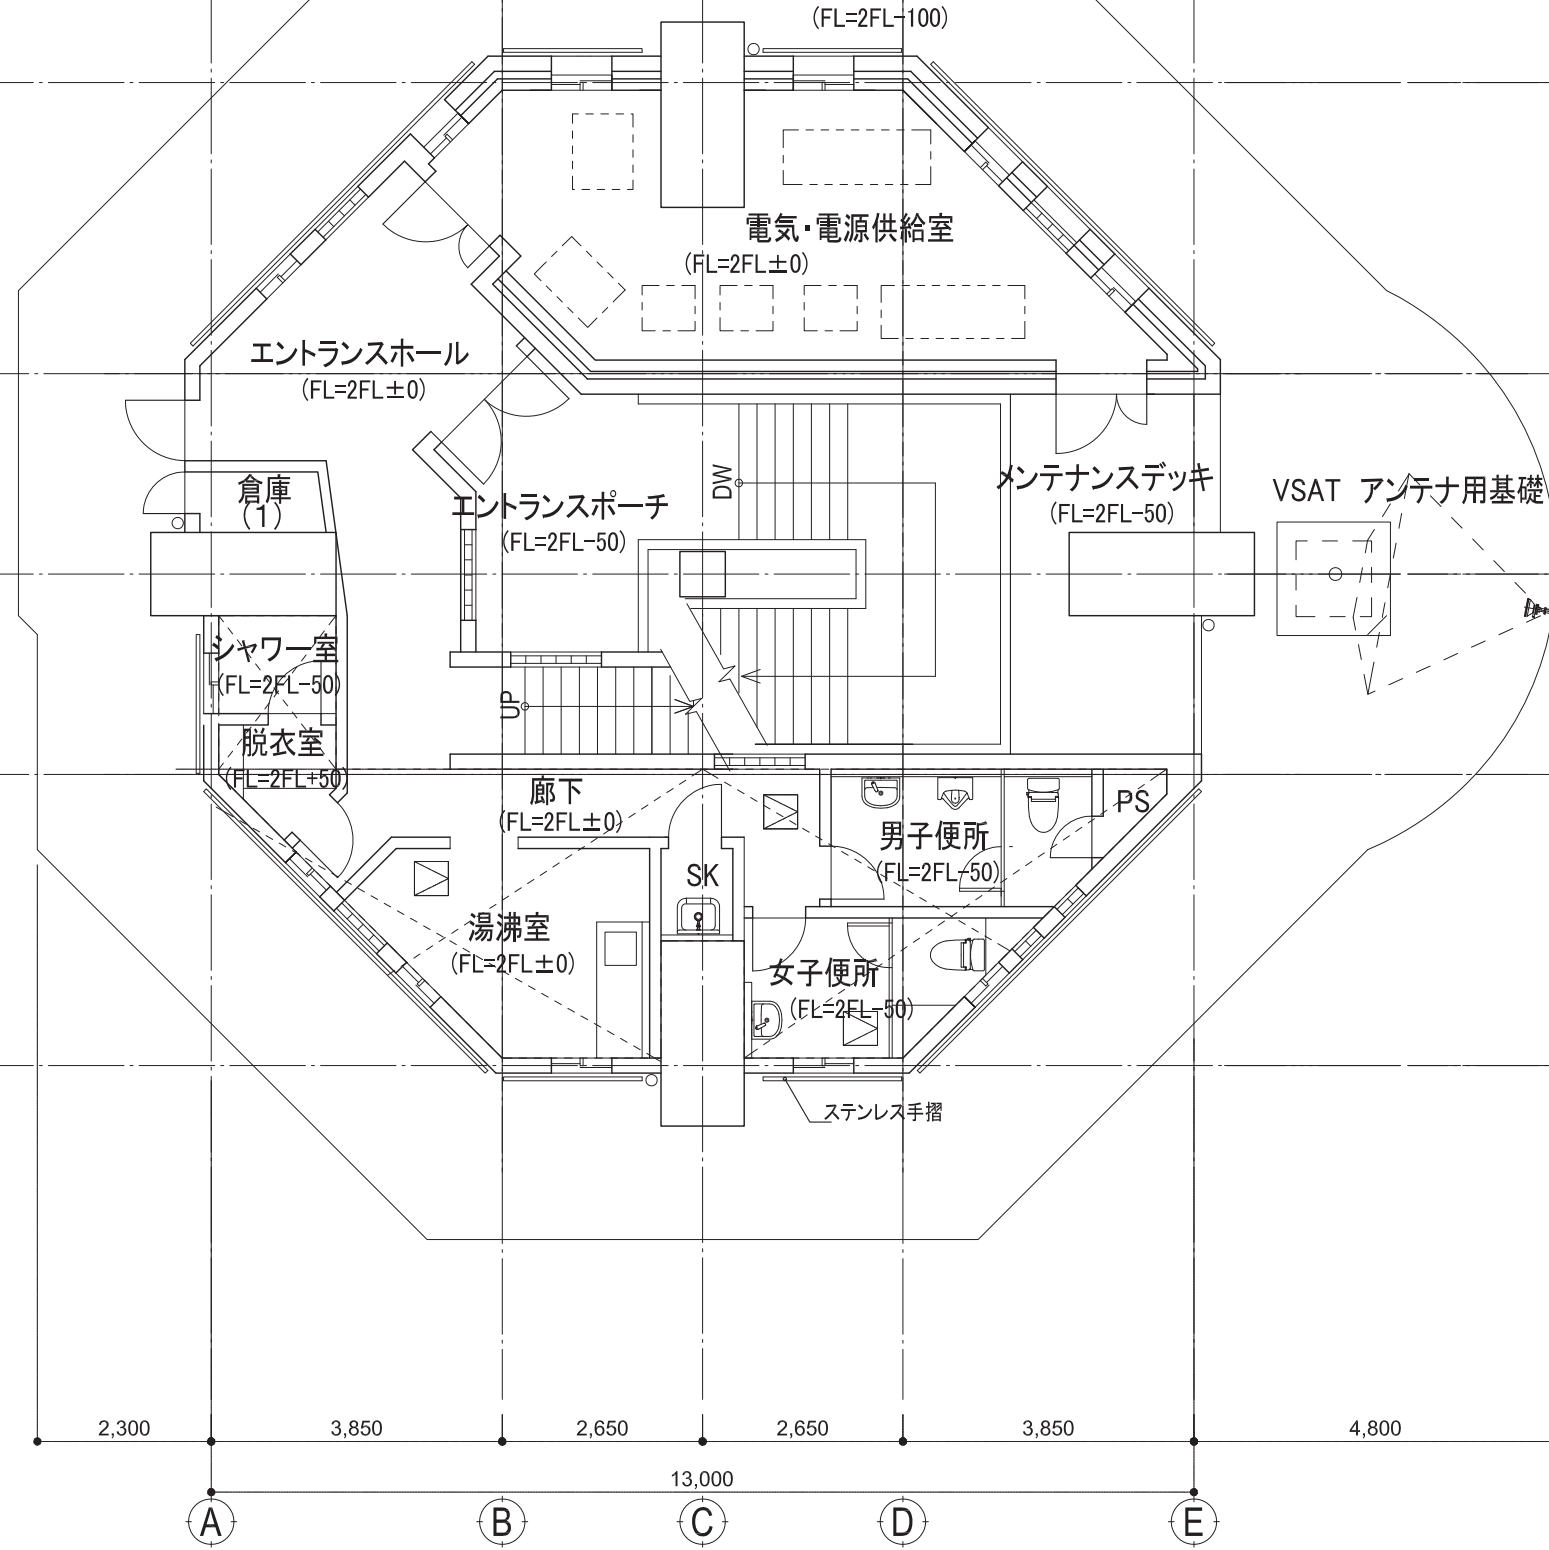 (FL=2FL-100)
電気・電源供給室
(FL=2FL±0)
エントランスホール
(FL=2FL±0)
倉庫
(1)
エントランスポーチ
(FL=2FL-50)
DW
メンテナンスデッキ
(FL=2FL-50)
VSAT アンテナ用基礎
シャワー室
(FL=2FL-50)
UP
脱衣室
(FL=2FL+50)
廊下
(FL=2FL±0)
PS
男子便所
(FL=2FL-50)
SK
湯沸室
(FL=2FL±0)
女子便所
(FL=2FL-50)
ステンレス手摺
2,300
3,850
2,650
2,650
3,850
4,800
13,000
A
B
C
D
E